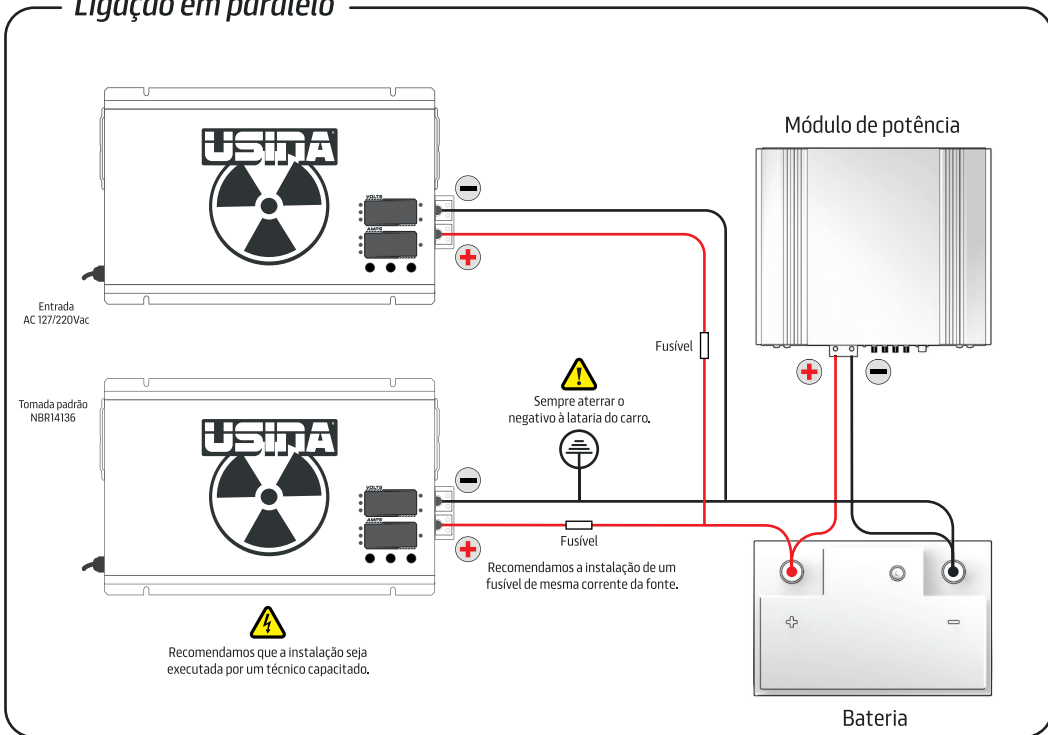 Ligação em paralelo
USINA
VOLTS
AMPS
Entrada
AC 127/220Vac
Módulo de potência
Fusível
Sempre aterrar o
negativo à lataria do carro.
Tomada padrão
NBR14136
USINA
VOLTS
AMPS
Fusível
Recomendamos a instalação de um
fusível de mesma corrente da fonte.
Recomendamos que a instalação seja
executada por um técnico capacitado.
Bateria